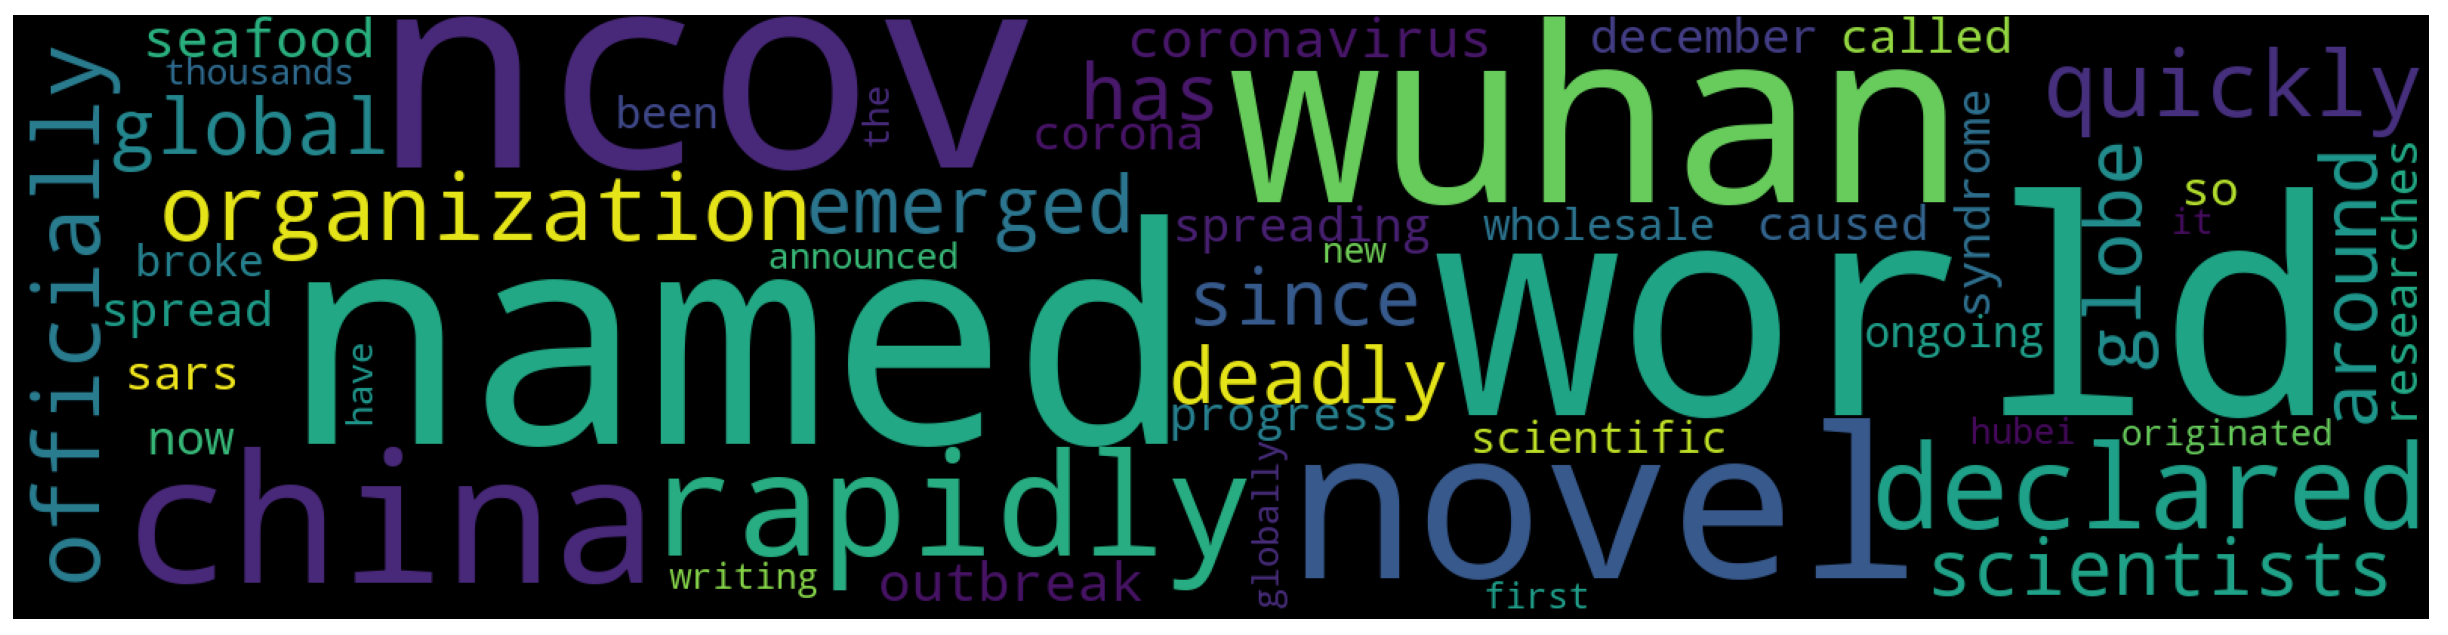 officially
seafood
thousands
global
ncov
been
the
coronavirus
has
corona
wuhan
december
called
quickly
organization
emerged
announced
spreading
new
wholesale
caused
syndrome
globe
so
it
around
researches
broke
spread
sars
now
have
named
since
deadly
progress
world
ongoing
scientific
hubei
originated
china
rapidly
writing
outbreak
globally
novel
first
declared
scientists